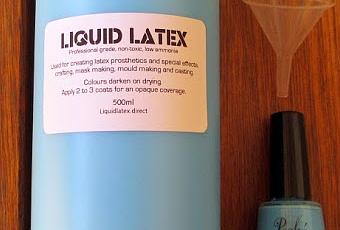 LIQUID LATEX
Professional grade, non-toxic, low ammonia
Used for creating latex prosthetics and special effects,
crafting, mask making, mould making and casting.
Colours darken on drying
Apply 2 to 3 coats for an opaque coverage.
500ml
Liquidlatex.direct